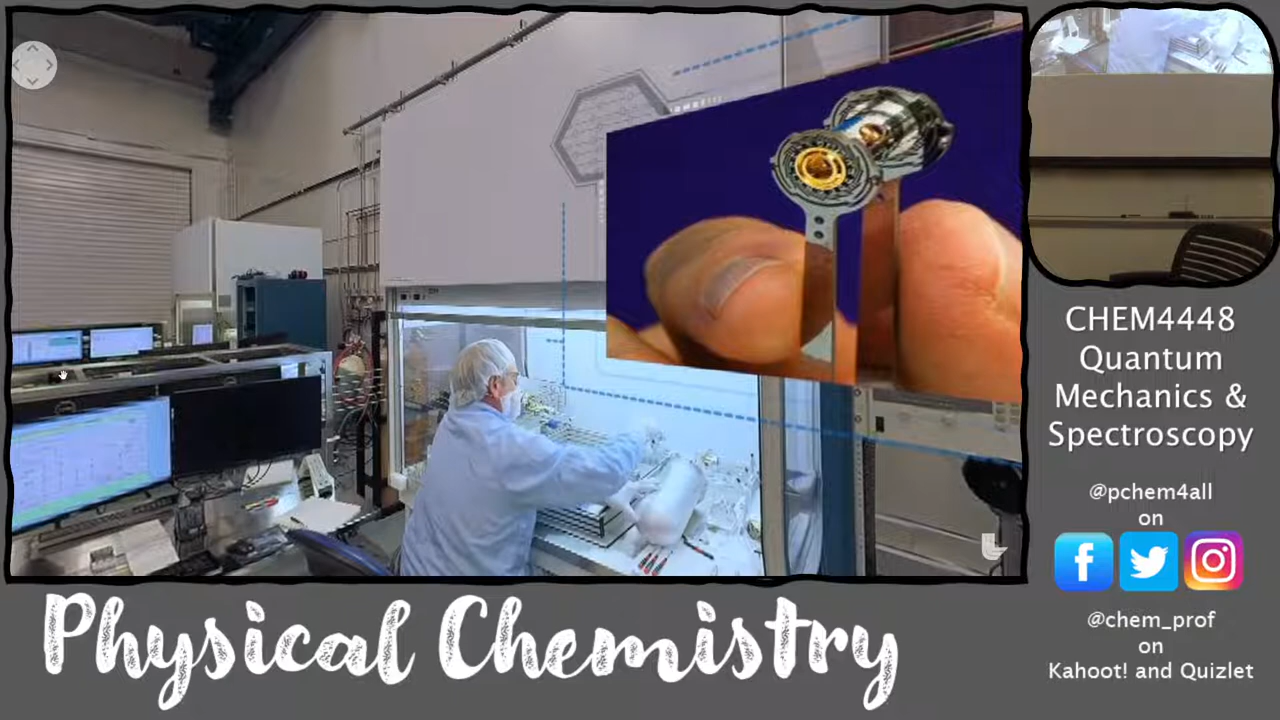 CHEM4448
Quantum
Mechanics &
Spectroscopy
@pchem4all
on
@chem_prof
on
Kahoot! and Quizlet
Physical Chemistry